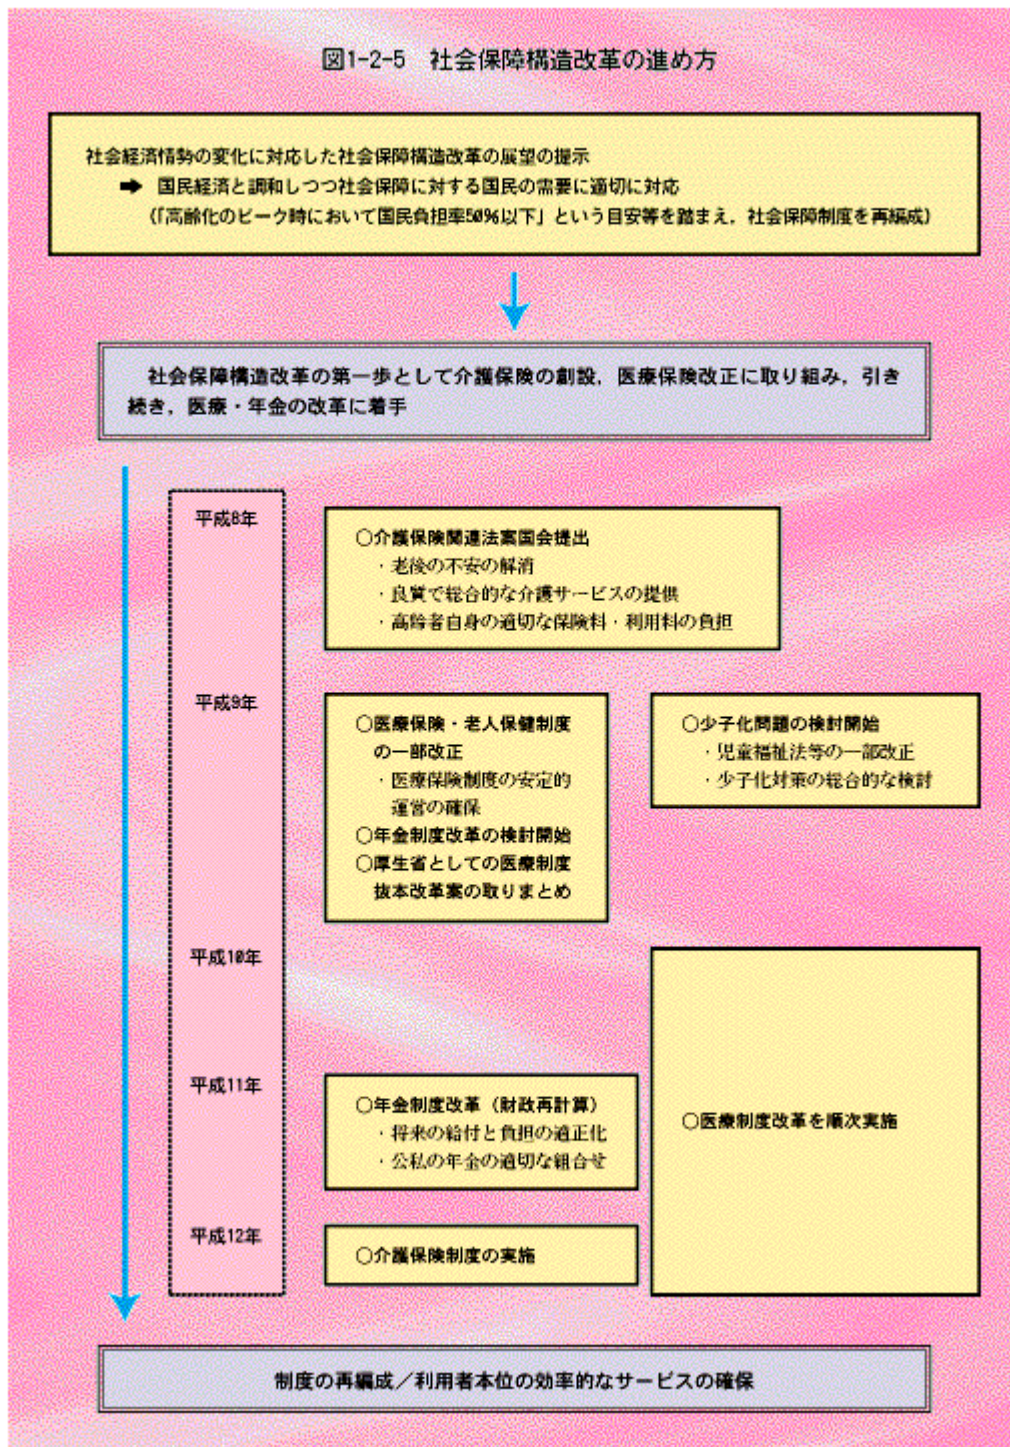 図1-2-5　社会保障構造改革の進め方
社会経済情勢の変化に対応した社会保障構造改革の展望の提示
➡ 国民経済と調和しつつ社会保障に対する国民の需要に適切に対応
(「高齢化のピーク時において国民負担率50%以下」という目安等を踏まえ，社会保障制度を再編成)
社会保障構造改革の第一歩として介護保険の創設，医療保険改正に取り組み，引き
続き，医療・年金の改革に着手
平成8年
○介護保険関連法案国会提出
・老後の不安の解消
・良質で総合的な介護サービスの提供
・高齢者自身の適切な保険料・利用料の負担
平成9年
○医療保険・老人保健制度
の一部改正
・医療保険制度の安定的
運営の確保
○年金制度改革の検討開始
○厚生省としての医療制度
抜本改革案の取りまとめ
○少子化問題の検討開始
・児童福祉法等の一部改正
・少子化対策の総合的な検討
平成10年
平成11年
○年金制度改革（財政再計算）
・将来の給付と負担の適正化
・公私の年金の適切な組合せ
○医療制度改革を順次実施
平成12年
○介護保険制度の実施
制度の再編成／利用者本位の効率的なサービスの確保